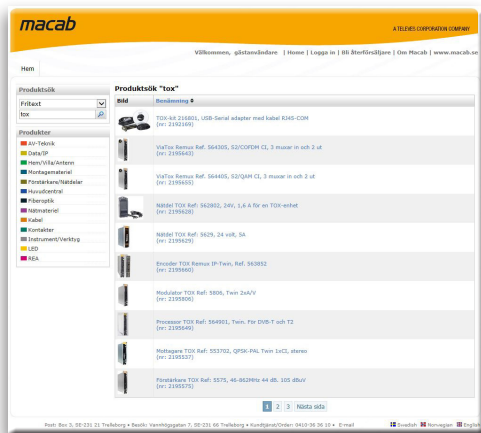 macab
A TELEVES CORPORATION COMPANY
Välkommen, gästanvändare | Home | Logga in | Bli återförsäljare | Om Macab | www.macab.se
Hem
Produktsök
Fritext
tox
Produkter
AV-Teknik
Data/IP
Hem/Villa/Antenn
Montagemateriel
Förstärkare/Nätdelar
Huvudcentral
Fiberoptik
Nätmateriel
Kabel
Kontakter
Instrument/Verktyg
LED
REA
Produktsök "tox"
Bild Benämning
TOX-kit 216801, USB-Serial adapter med kabel RJ45-COM
(nr: 2192169)
ViaTox Remux Ref. 564305, S2/COFDM CI, 3 muxar in och 2 ut
(nr: 2195643)
ViaTox Remux Ref. 564405, S2/QAM CI, 3 muxar in och 2 ut
(nr: 2195655)
Nätdel TOX Ref: 562802, 24V, 1,6 A för en TOX-enhet
(nr: 2195628)
Nätdel TOX Ref: 5629, 24 volt, 5A
(nr: 2195629)
Encoder TOX Remux IP-Twin, Ref. 563852
(nr: 2195660)
Modulator TOX Ref: 5806, Twin 2xA/V
(nr: 2195806)
Processor TOX Ref: 564901, Twin. För DVB-T och T2
(nr: 2195649)
Mottagare TOX Ref: 553702, QPSK-PAL Twin 1xCI, stereo
(nr: 2195537)
Förstärkare TOX Ref: 5575, 46-862MHz 44 dB. 105 dBuV
(nr: 2195575)
1 2 3 Nästa sida
Post: Box 3, SE-231 21 Trelleborg • Besök: Vannhögsgatan 7, SE-231 66 Trelleborg • Kundtjänst/Order: 0410-36 36 10 • E-mail
Swedish Norwegian English